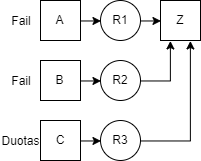 Fail A R1 Z
Fail B R2
Duotas C R3